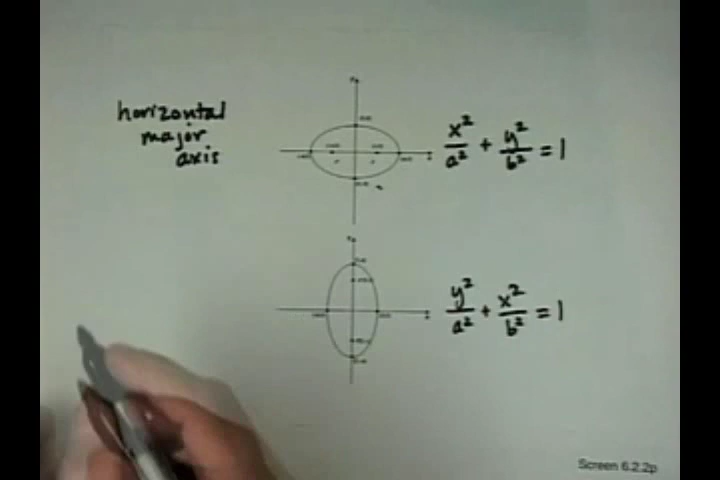 horizontal
major
axis
x²/a² + y²/b² = 1
y²/a² + x²/b² = 1
Screen 6.2.2p